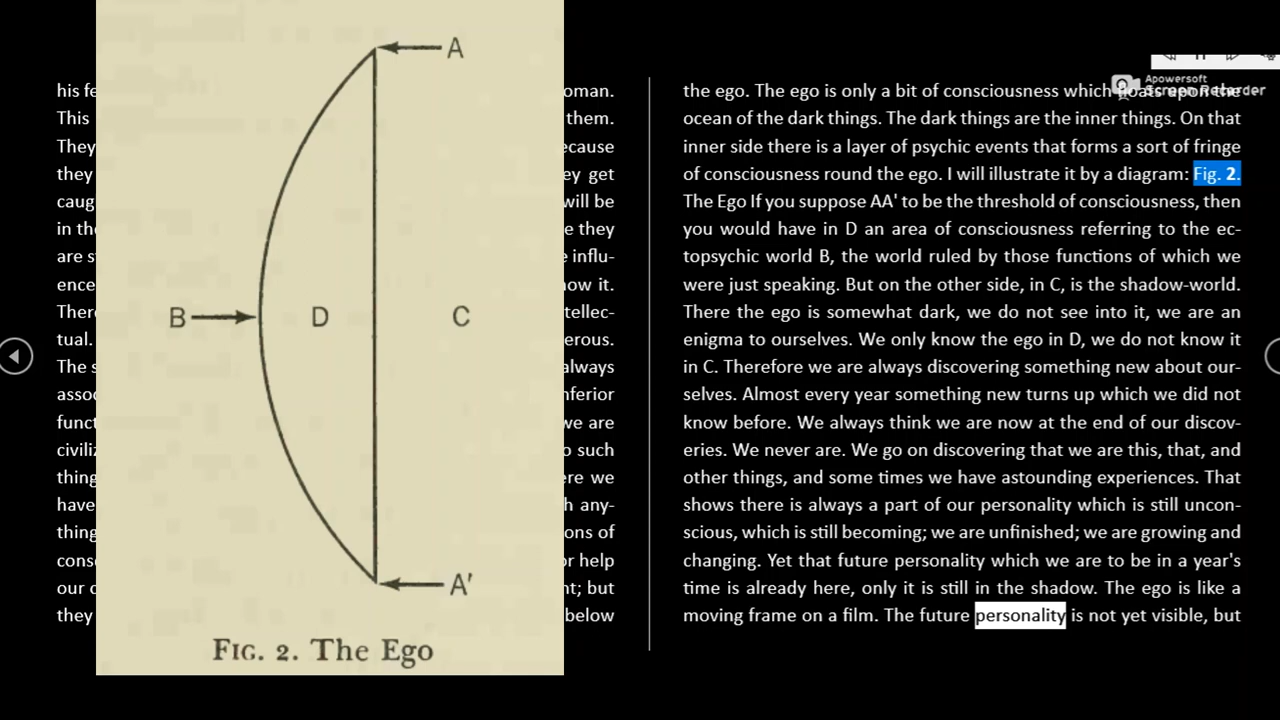 A
B
D
C
A'
FIG. 2. The Ego
his fe
This
They
they
caug
in the
are s
ence
Ther
tual.
The s
assoc
funct
civiliz
thing
have
thing
cons
our c
they
oman.
them.
ecause
ey get
will be
e they
e influ-
ow it.
tellec-
erous.
always
nferior
we are
o such
ere we
h any-
ons of
or help
nt; but
below
the ego. The ego is only a bit of consciousness which floats upon the
ocean of the dark things. The dark things are the inner things. On that
inner side there is a layer of psychic events that forms a sort of fringe
of consciousness round the ego. I will illustrate it by a diagram: Fig. 2.
The Ego If you suppose AA' to be the threshold of consciousness, then
you would have in D an area of consciousness referring to the ec-
topsychic world B, the world ruled by those functions of which we
were just speaking. But on the other side, in C, is the shadow-world.
There the ego is somewhat dark, we do not see into it, we are an
enigma to ourselves. We only know the ego in D, we do not know it
in C. Therefore we are always discovering something new about our-
selves. Almost every year something new turns up which we did not
know before. We always think we are now at the end of our discov-
eries. We never are. We go on discovering that we are this, that, and
other things, and some times we have astounding experiences. That
shows there is always a part of our personality which is still uncon-
scious, which is still becoming; we are unfinished; we are growing and
changing. Yet that future personality which we are to be in a year's
time is already here, only it is still in the shadow. The ego is like a
moving frame on a film. The future personality is not yet visible, but
Apowersoft
Screen Recorder